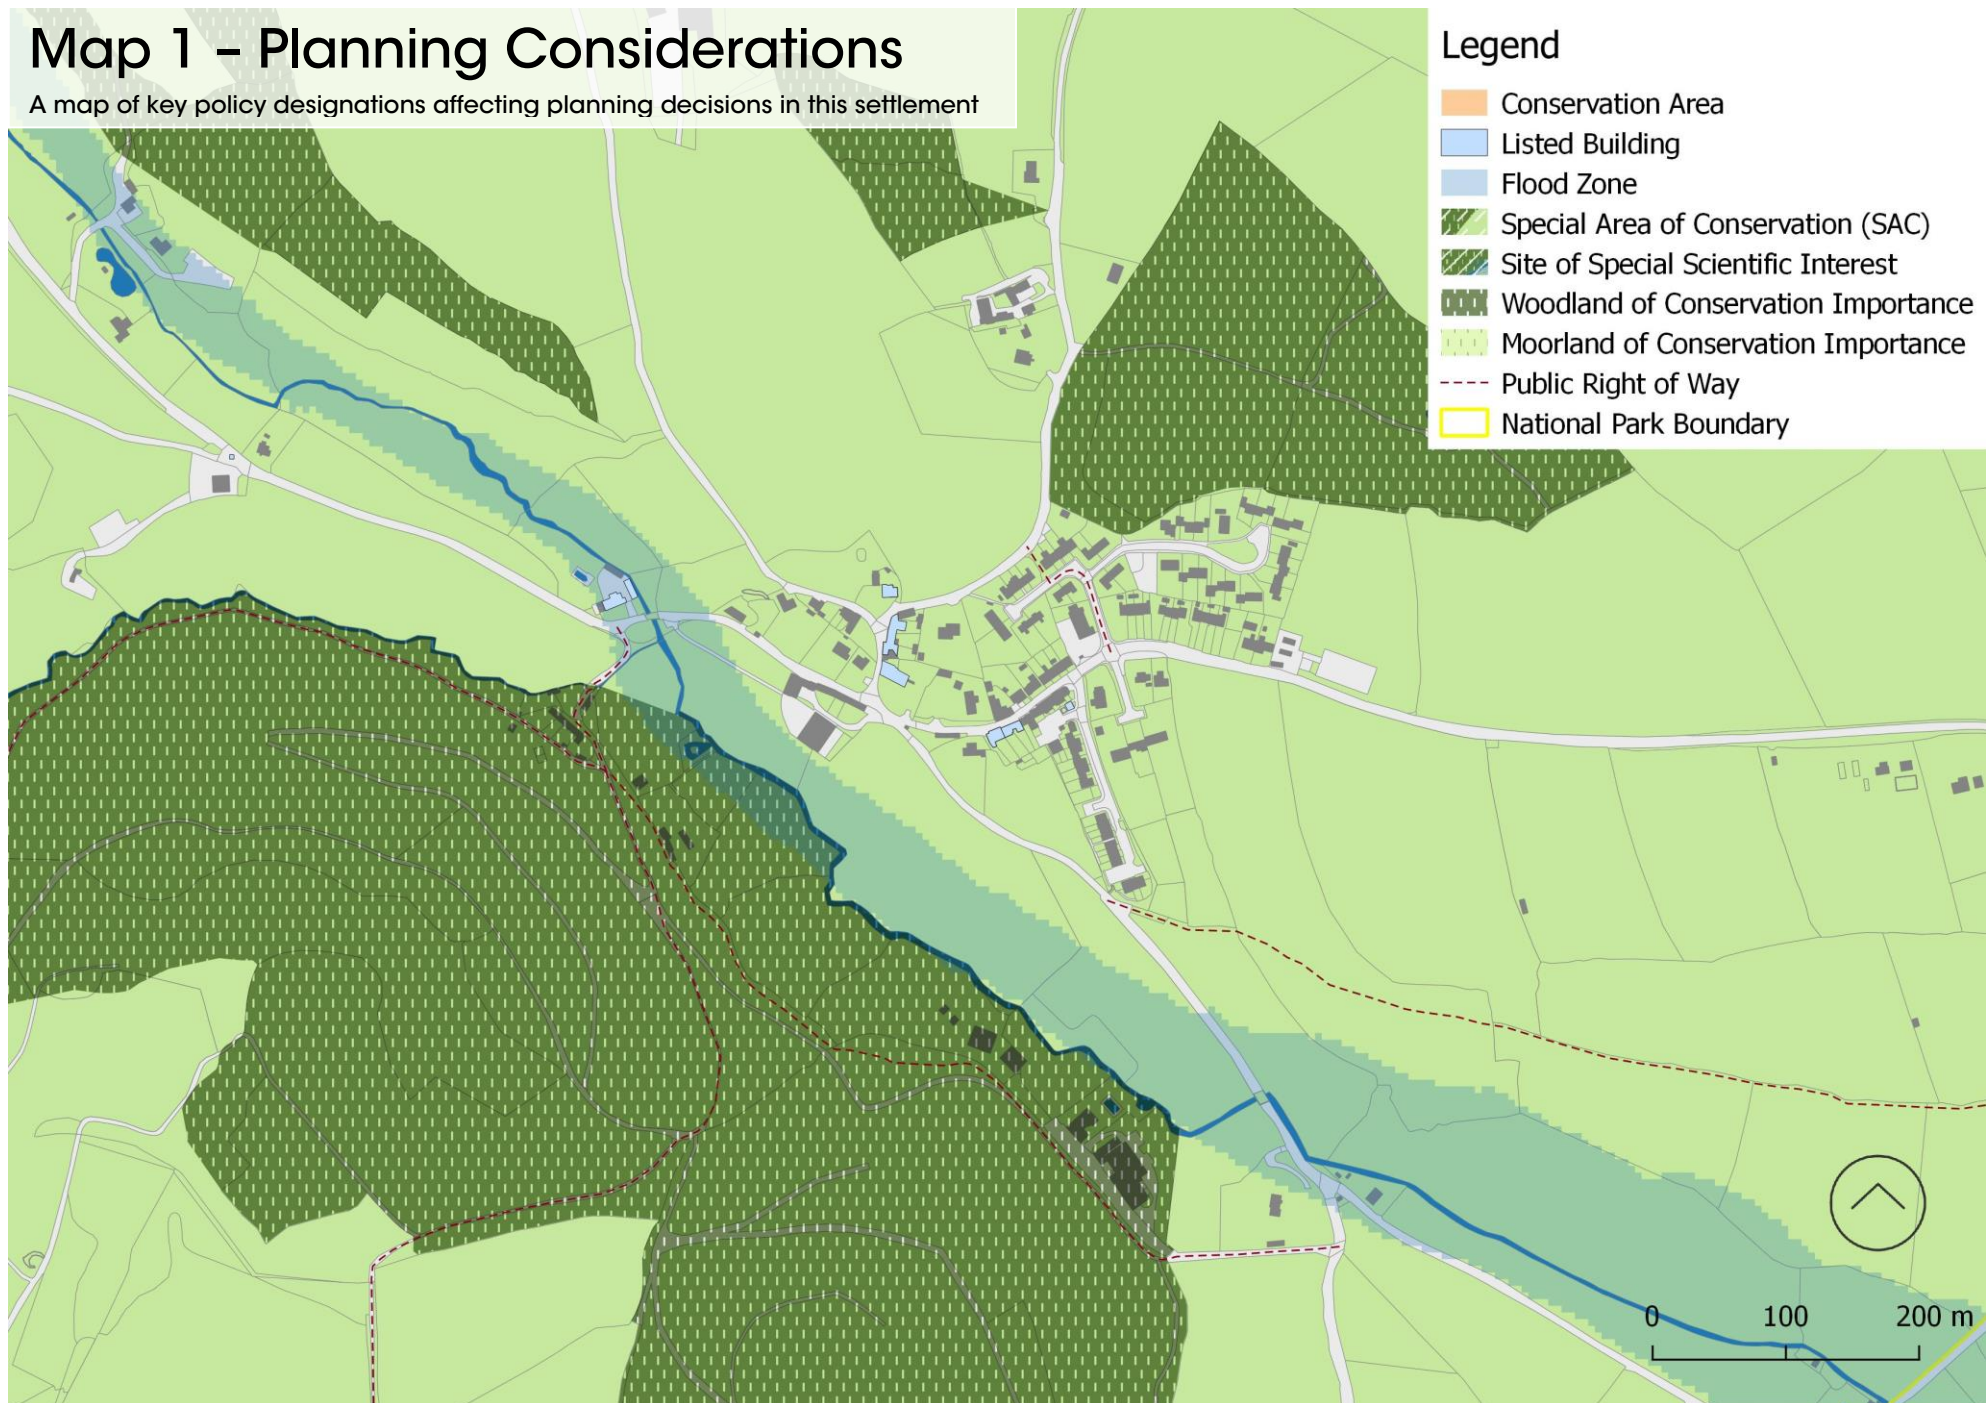 Map 1 – Planning Considerations
A map of key policy designations affecting planning decisions in this settlement
Legend
Conservation Area
Listed Building
Flood Zone
Special Area of Conservation (SAC)
Site of Special Scientific Interest
Woodland of Conservation Importance
Moorland of Conservation Importance
Public Right of Way
National Park Boundary
0 100 200 m